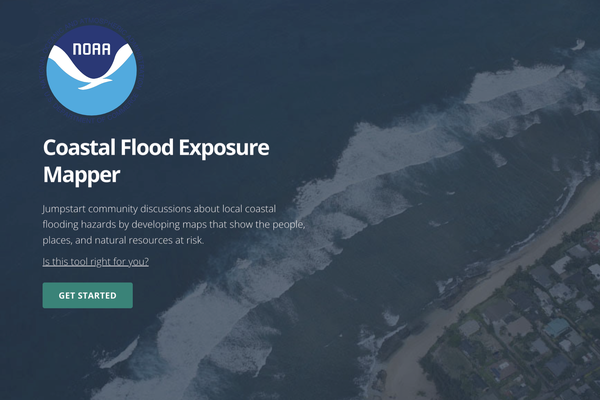 NOAA
Coastal Flood Exposure
Mapper
Jumpstart community discussions about local coastal
flooding hazards by developing maps that show the people,
places, and natural resources at risk.
Is this tool right for you?
GET STARTED